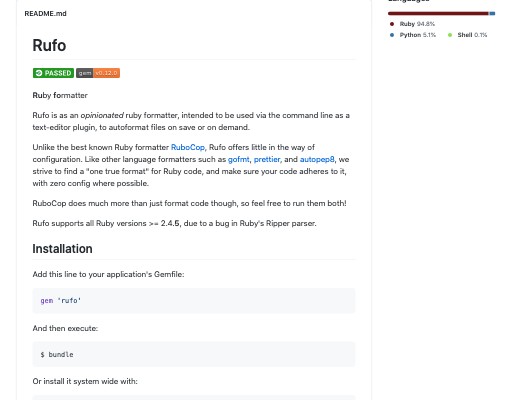 README.md
Ruby 94.8%
Python 5.1% Shell 0.1%
Rufo
PASSED gem v0.12.0
Ruby formatter
Rufo is as an opinionated ruby formatter, intended to be used via the command line as a
text-editor plugin, to autoformat files on save or on demand.
Unlike the best known Ruby formatter RuboCop, Rufo offers little in the way of
configuration. Like other language formatters such as gofmt, prettier, and autopep8, we
strive to find a "one true format" for Ruby code, and make sure your code adheres to it,
with zero config where possible.
RuboCop does much more than just format code though, so feel free to run them both!
Rufo supports all Ruby versions >= 2.4.5, due to a bug in Ruby's Ripper parser.
Installation
Add this line to your application's Gemfile:
gem 'rufo'
And then execute:
$ bundle
Or install it system wide with: